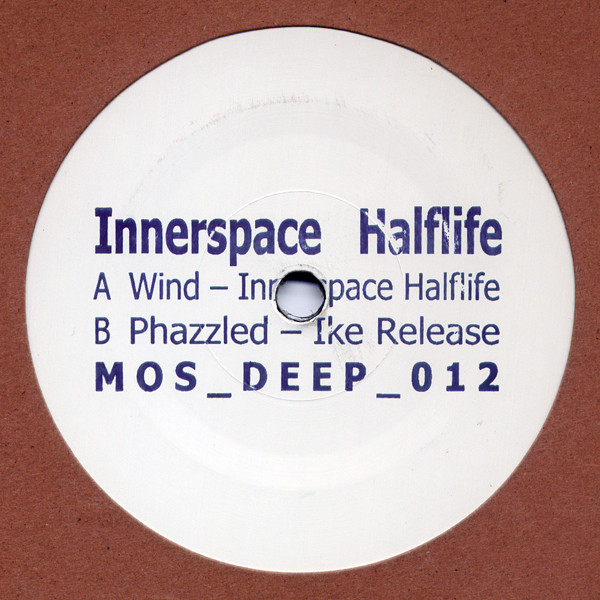 Innerspace Halflife
A Wind – Innerspace Halflife
B Phazzled – Ike Release
MOS_DEEP_012